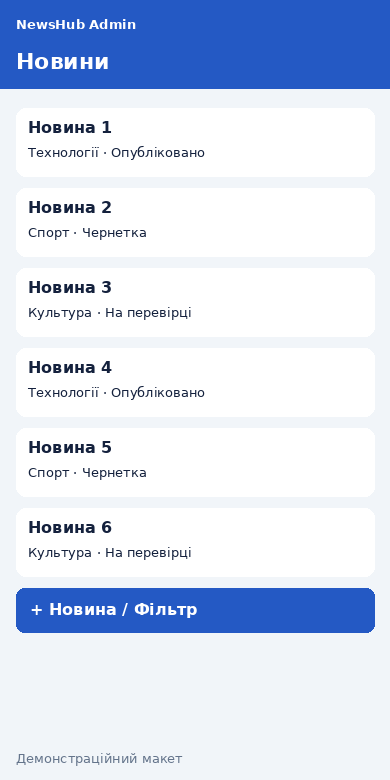 NewsHub Admin
Новини
Новина 1
Технології · Опубліковано
Новина 2
Спорт · Чернетка
Новина 3
Культура · На перевірці
Новина 4
Технології · Опубліковано
Новина 5
Спорт · Чернетка
Новина 6
Культура · На перевірці
+ Новина / Фільтр
Демонстраційний макет